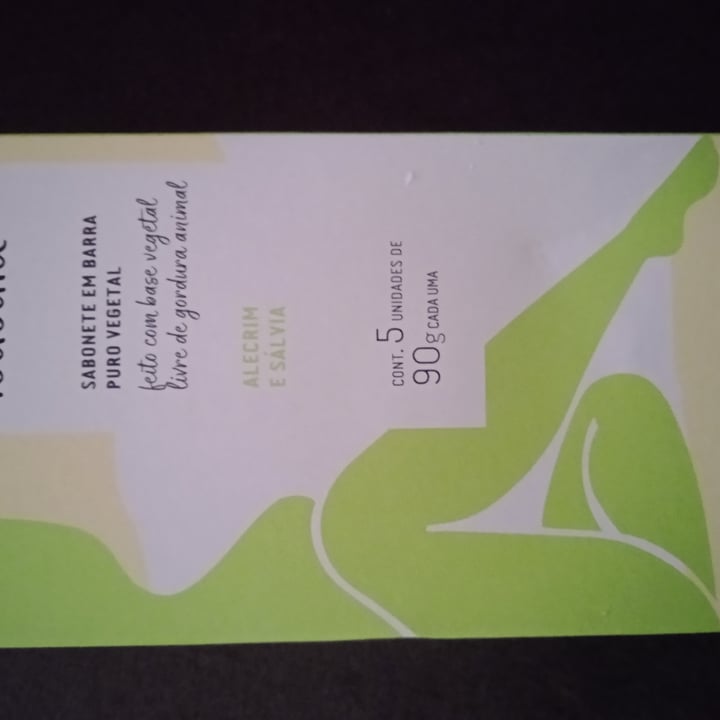 SABONETE EM BARRA
PURO VEGETAL
feito com base vegetal
livre de gordura animal
ALECRIM
E SÁLVIA
CONT. 5 UNIDADES DE
90g CADA UMA